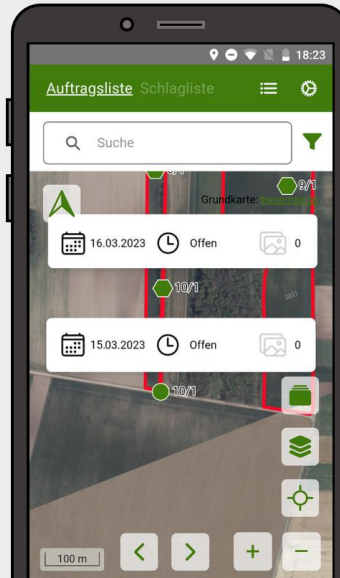 18:23
Auftragsliste Schlagliste
Suche
9/1
Grundkarte:
16.03.2023 Offen 0
10/1
3921
15.03.2023 Offen 0
10/1
100 m